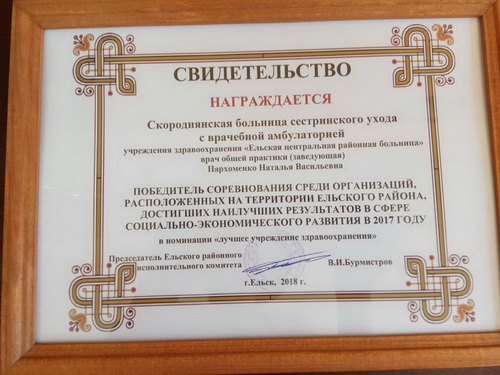 СВИДЕТЕЛЬСТВО
НАГРАЖДАЕТСЯ
Скороднянская больница сестринского ухода
с врачебной амбулаторией
учреждения здравоохранения «Ельская центральная районная больница»
врач общей практики (заведующая)
Пархоменко Наталья Васильевна
ПОБЕДИТЕЛЬ СОРЕВНОВАНИЯ СРЕДИ ОРГАНИЗАЦИЙ,
РАСПОЛОЖЕННЫХ НА ТЕРРИТОРИИ ЕЛЬСКОГО РАЙОНА,
ДОСТИГШИХ НАИЛУЧШИХ РЕЗУЛЬТАТОВ В СФЕРЕ
СОЦИАЛЬНО-ЭКОНОМИЧЕСКОГО РАЗВИТИЯ В 2017 ГОДУ
в номинации «лучшее учреждение здравоохранения»
Председатель Ельского районного
исполнительного комитета В.И.Бурмистров
г.Ельск, 2018 г.